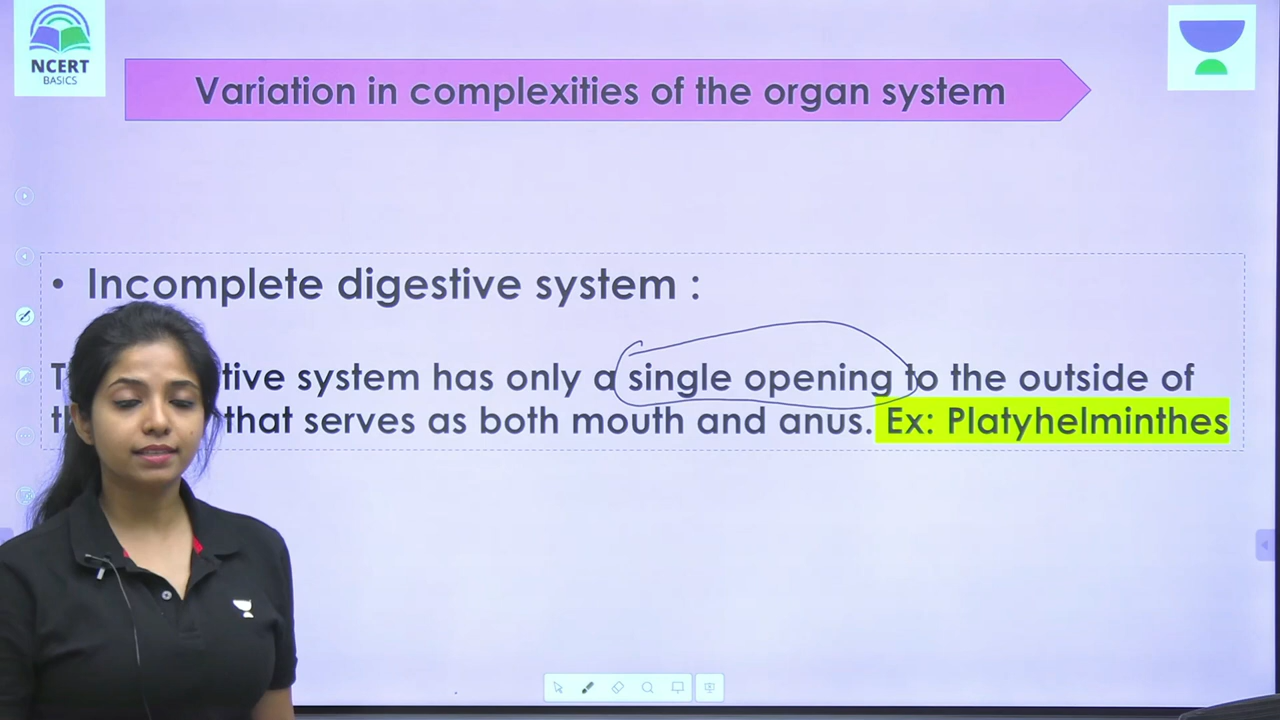 NCERT
BASICS
Variation in complexities of the organ system
• Incomplete digestive system :
tive system has only a single opening to the outside of
that serves as both mouth and anus. Ex: Platyhelminthes